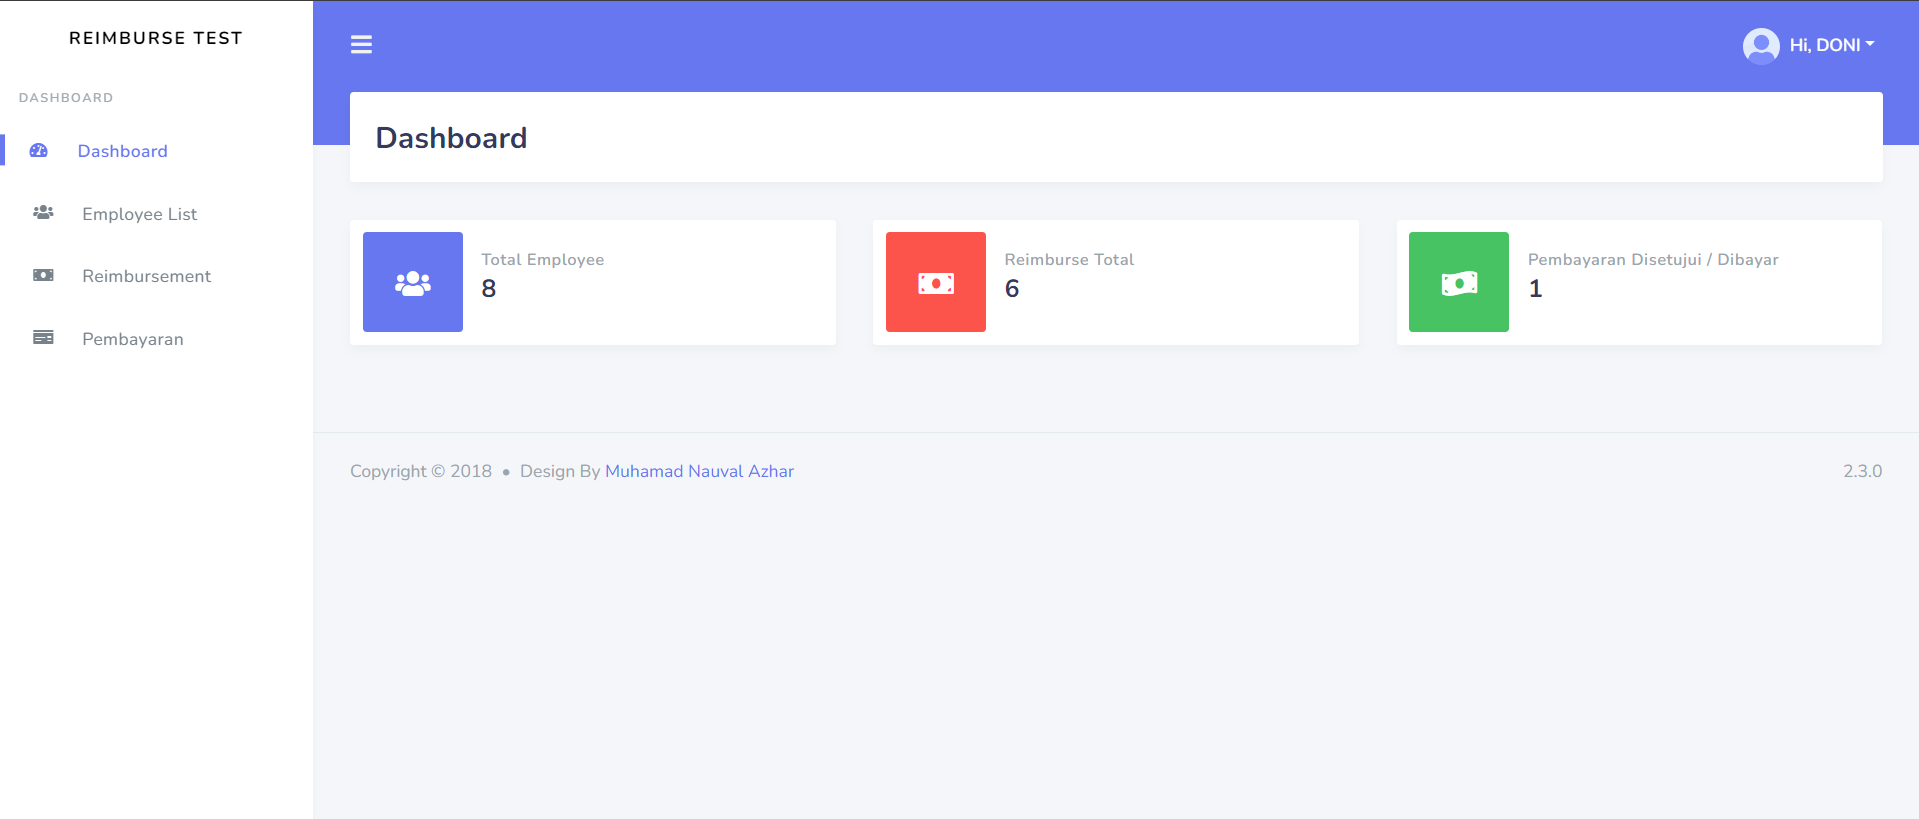 REIMBURSE TEST
Hi, DONI
DASHBOARD
Dashboard
Employee List
Reimbursement
Pembayaran
Dashboard
Total Employee
8
Reimburse Total
6
Pembayaran Disetujui / Dibayar
1
Copyright © 2018 • Design By Muhamad Nauval Azhar
2.3.0